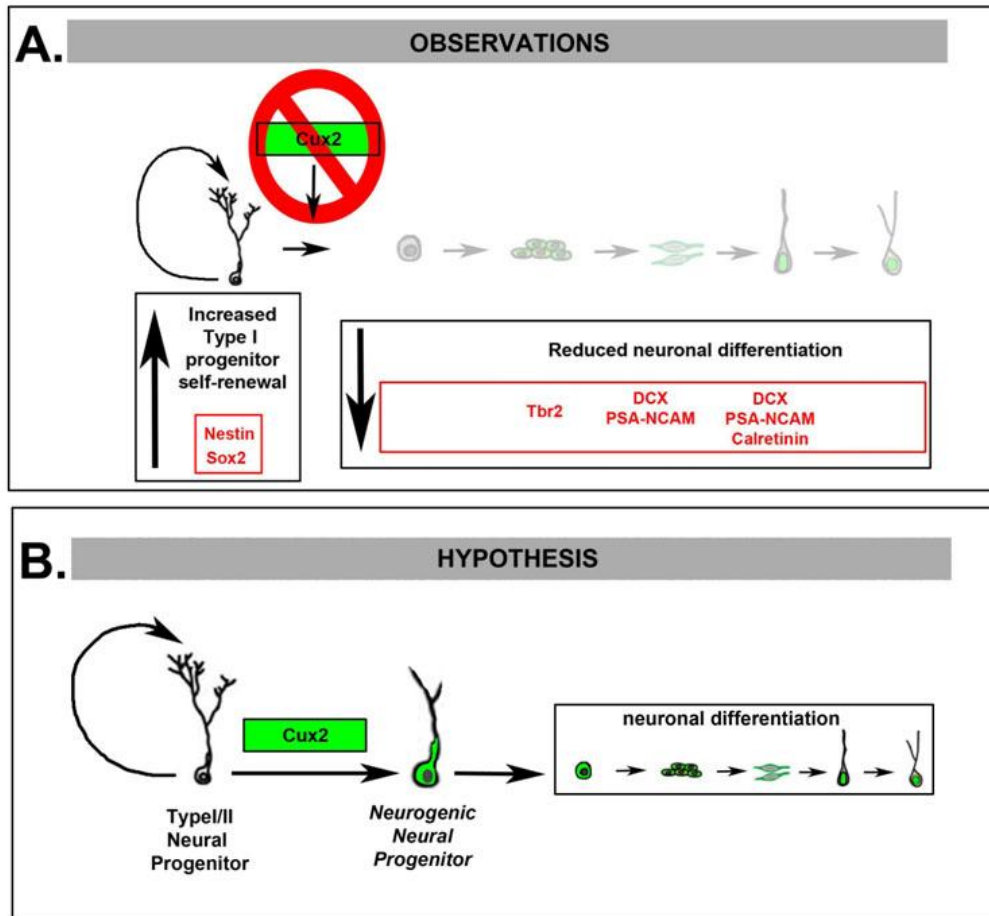 A.
OBSERVATIONS
Cux2
Increased
Type I
progenitor
self-renewal
Nestin
Sox2
Reduced neuronal differentiation
Tbr2
DCX
PSA-NCAM
DCX
PSA-NCAM
Calretinin
B.
HYPOTHESIS
Cux2
TypeI/II
Neural
Progenitor
Neurogenic
Neural
Progenitor
neuronal differentiation